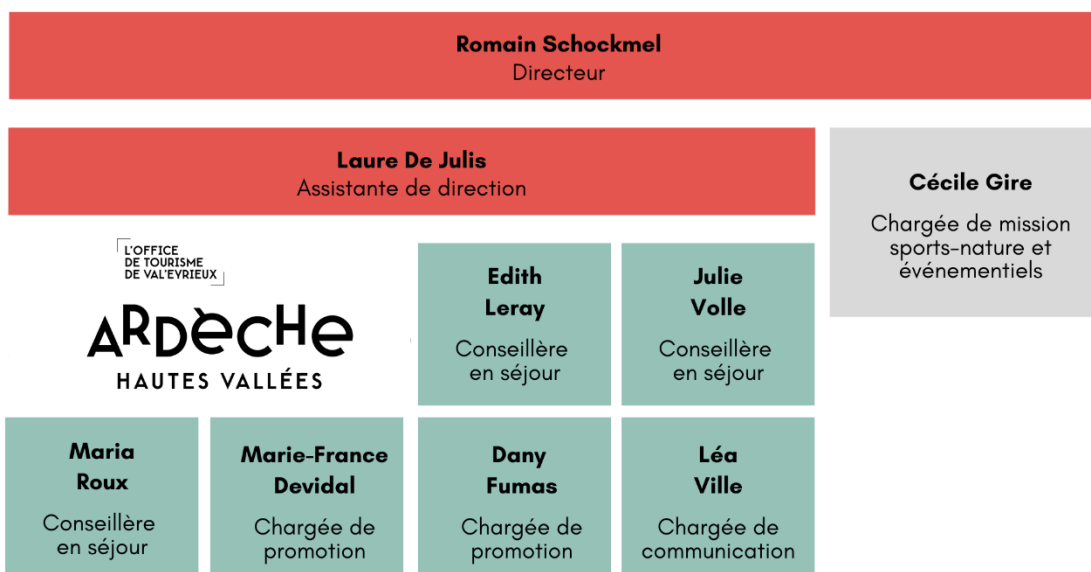 Romain Schockmel
Directeur
Laure De Julis
Assistante de direction
Cécile Gire
Chargée de mission
sports-nature et
événementiels
L'OFFICE
DE TOURISME
DE VAL'EYRIEUX
ARDÈCHE
HAUTES VALLÉES
Edith
Leray
Conseillère
en séjour
Julie
Volle
Conseillère
en séjour
Maria
Roux
Conseillère
en séjour
Marie-France
Devidal
Chargée de
promotion
Dany
Fumas
Chargée de
promotion
Léa
Ville
Chargée de
communication